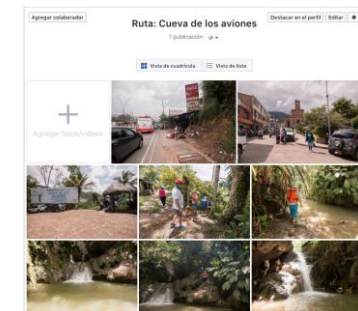 Agregar colaborador
Ruta: Cueva de los aviones
Destacar en el perfil
Editar
1 publicación ·
Vista de cuadrícula
Vista de lista
Agregar fotos/videos